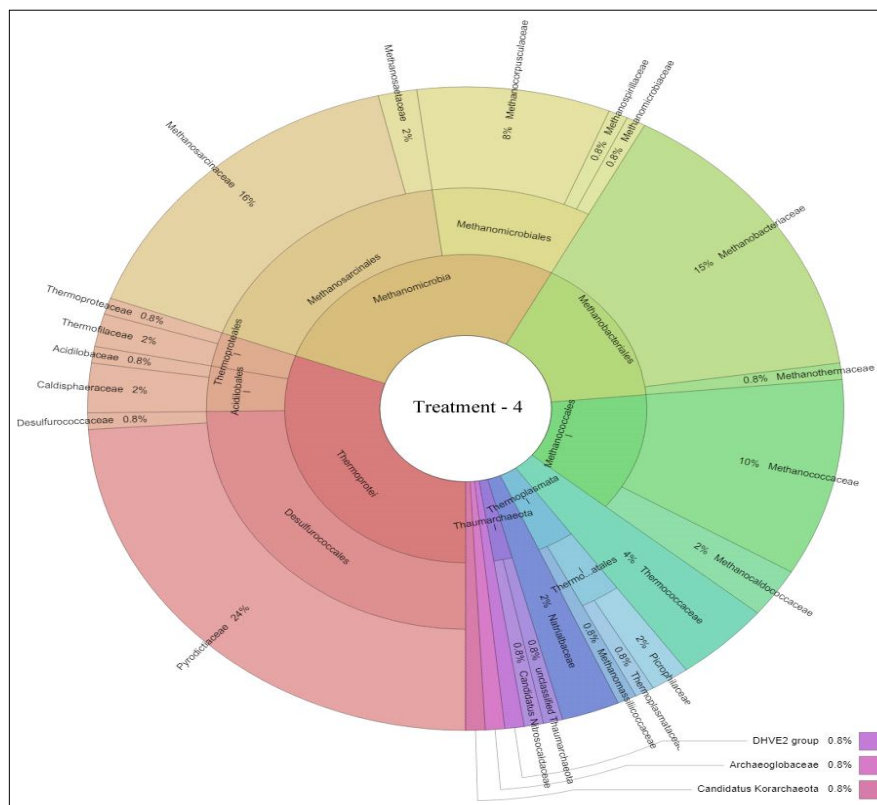 Treatment - 4
Methanomicrobia
Methanosarcinales
Methanomicrobiales
Methanosarcinaceae 16%
Methanosaetaceae 2%
8% Methanocorpusculaceae
0.8% Methanospirillaceae
0.8% Methanomicrobiaceae
Methanobacteriales
15% Methanobacteriaceae
0.8% Methanothermaceae
Methanococcales
10% Methanococcaceae
2% Methanocaldococcaceae
4% Thermococcaceae
Thermoplasmata
Thermo...atales
2% Picrophilaceae
0.8% Thermoplasmataceae
0.8% Methanomassiliicoccaceae
2% Natrialbaceae
Thaumarchaeota
0.8% unclassified Thaumarchaeota
0.8% Candidatus Nitrosocaldaceae
Thermoprotei
Desulfurococcales
Pyrodictiaceae 24%
Desulfurococcaceae 0.8%
Acidilobales
Caldisphaeraceae 2%
Acidilobaceae 0.8%
Thermoproteales
Thermofilaceae 2%
Thermoproteaceae 0.8%
DHVE2 group 0.8%
Archaeoglobaceae 0.8%
Candidatus Korarchaeota 0.8%